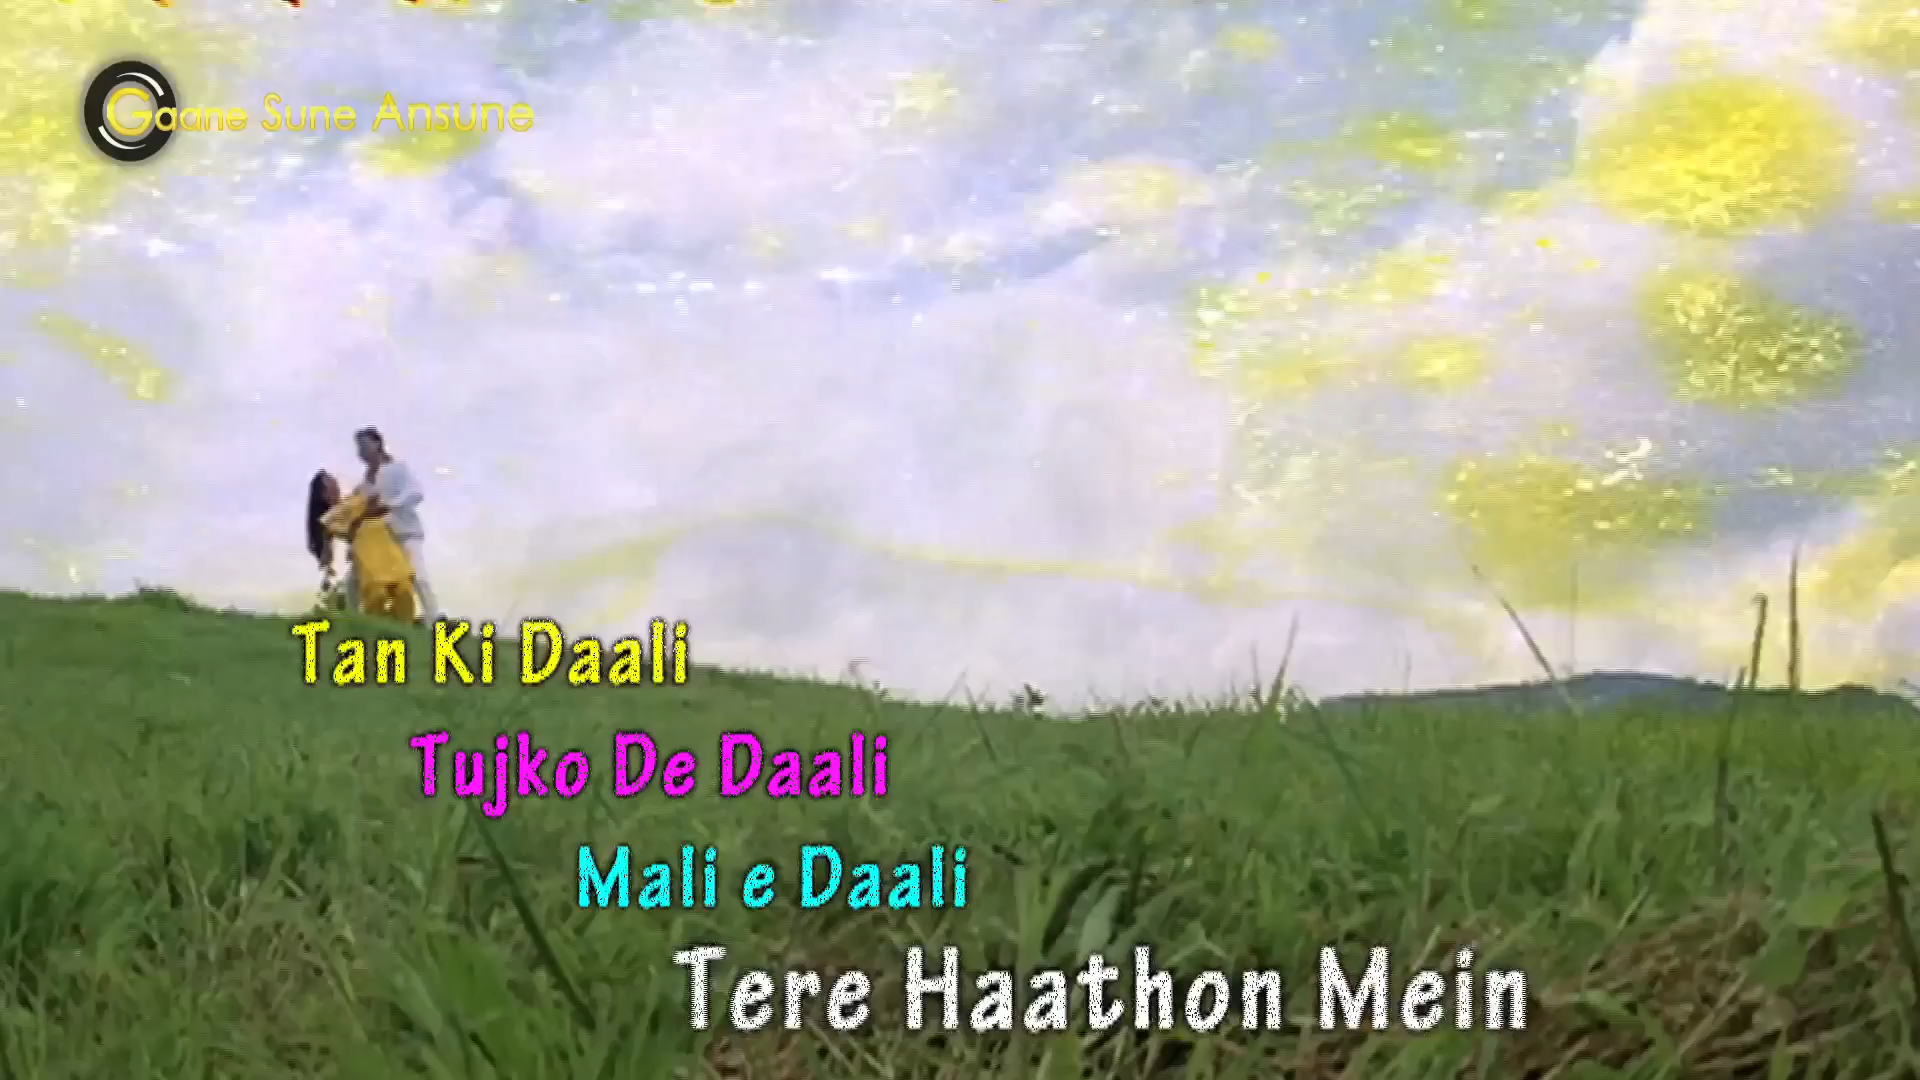 Gaane Sune Ansune
Tan Ki Daali
Tujko De Daali
Mali e Daali
Tere Haathon Mein